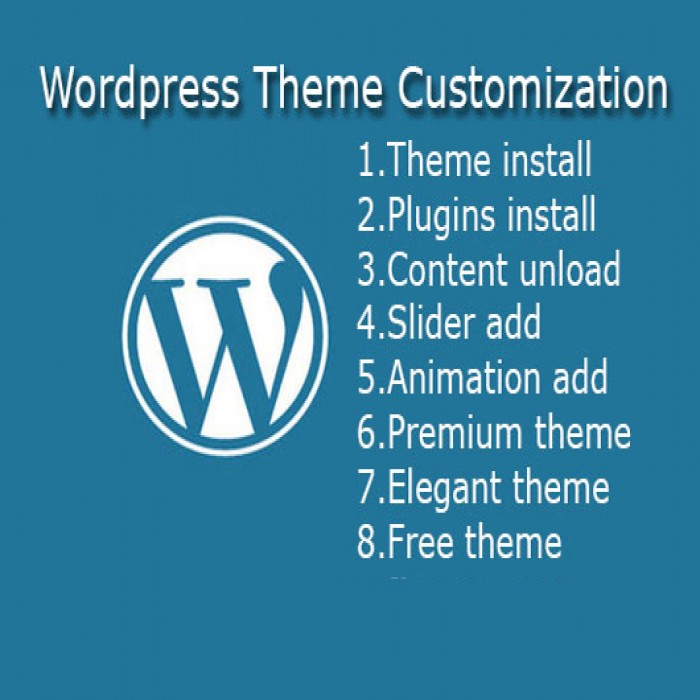 Wordpress Theme Customization
1.Theme install
2.Plugins install
3.Content unload
4.Slider add
5.Animation add
6.Premium theme
7.Elegant theme
8.Free theme
W